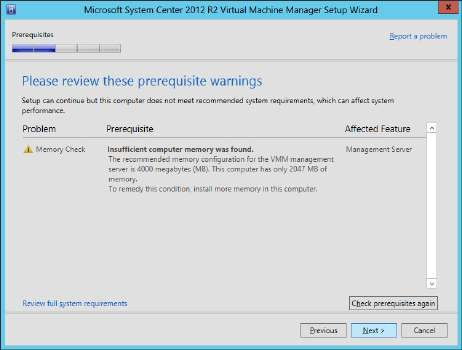 Microsoft System Center 2012 R2 Virtual Machine Manager Setup Wizard
Prerequisites
Report a problem
Please review these prerequisite warnings
Setup can continue but this computer does not meet recommended system requirements, which can affect system
performance.
Problem Prerequisite Affected Feature
Memory Check Insufficient computer memory was found. Management Server
The recommended memory configuration for the VMM management
server is 4000 megabytes (MB). This computer has only 2047 MB of
memory.
To remedy this condition, install more memory in this computer.
Review full system requirements Check prerequisites again
Previous Next > Cancel